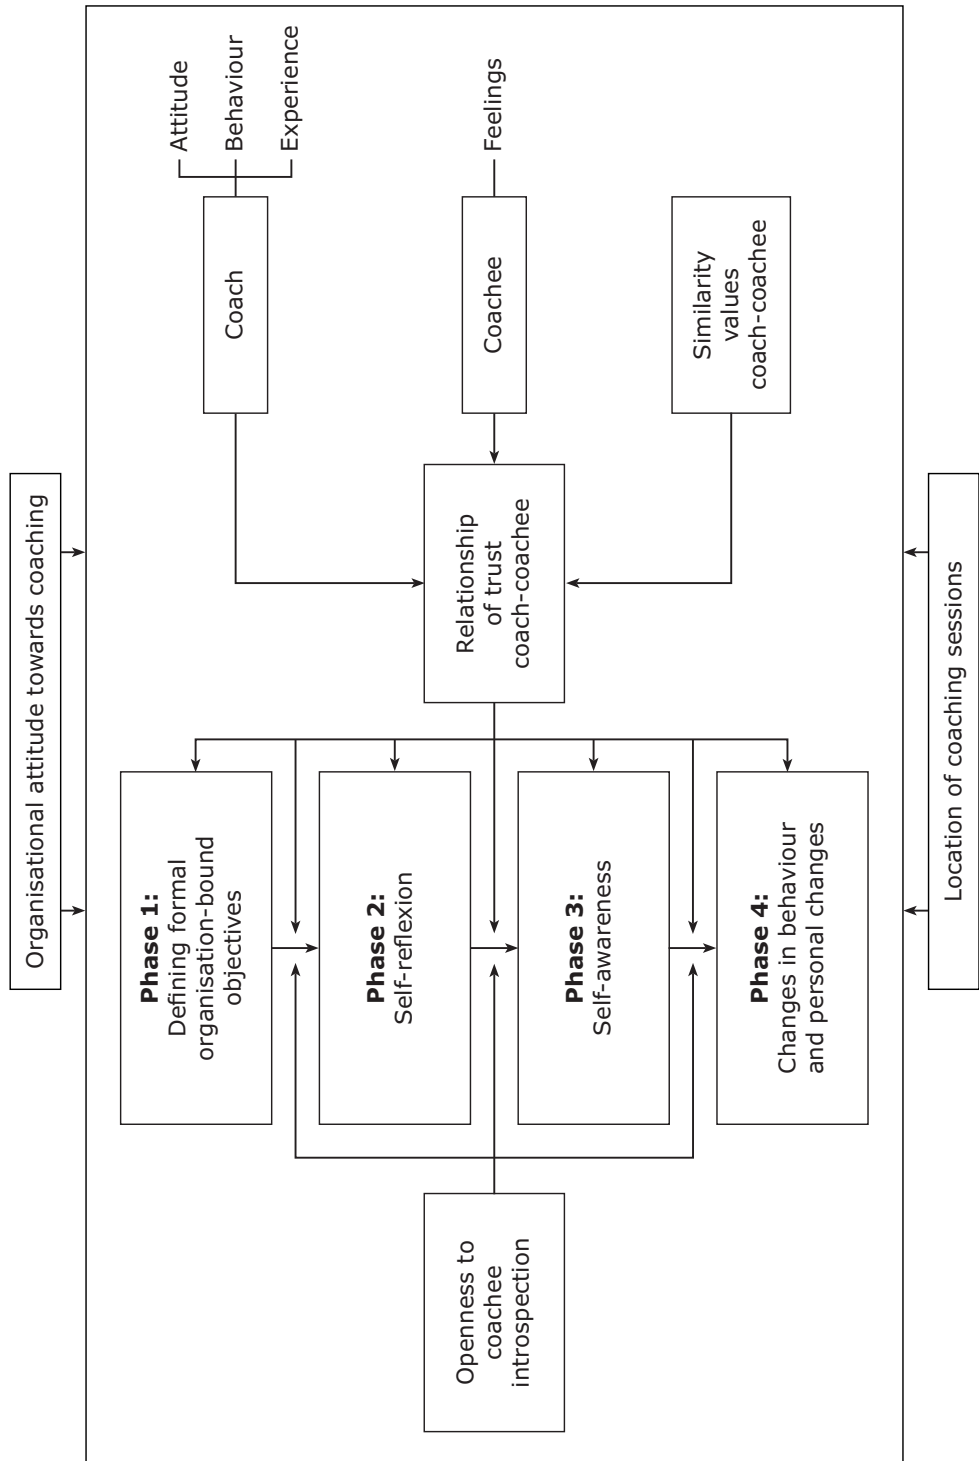 Organisational attitude towards coaching
Attitude
Behaviour
Experience
Coach
Feelings
Coachee
Similarity
values
coach-coachee
Relationship
of trust
coach-coachee
Phase 1:
Defining formal
organisation-bound
objectives
Phase 2:
Self-reflexion
Phase 3:
Self-awareness
Phase 4:
Changes in behaviour
and personal changes
Openness to
coachee
introspection
Location of coaching sessions